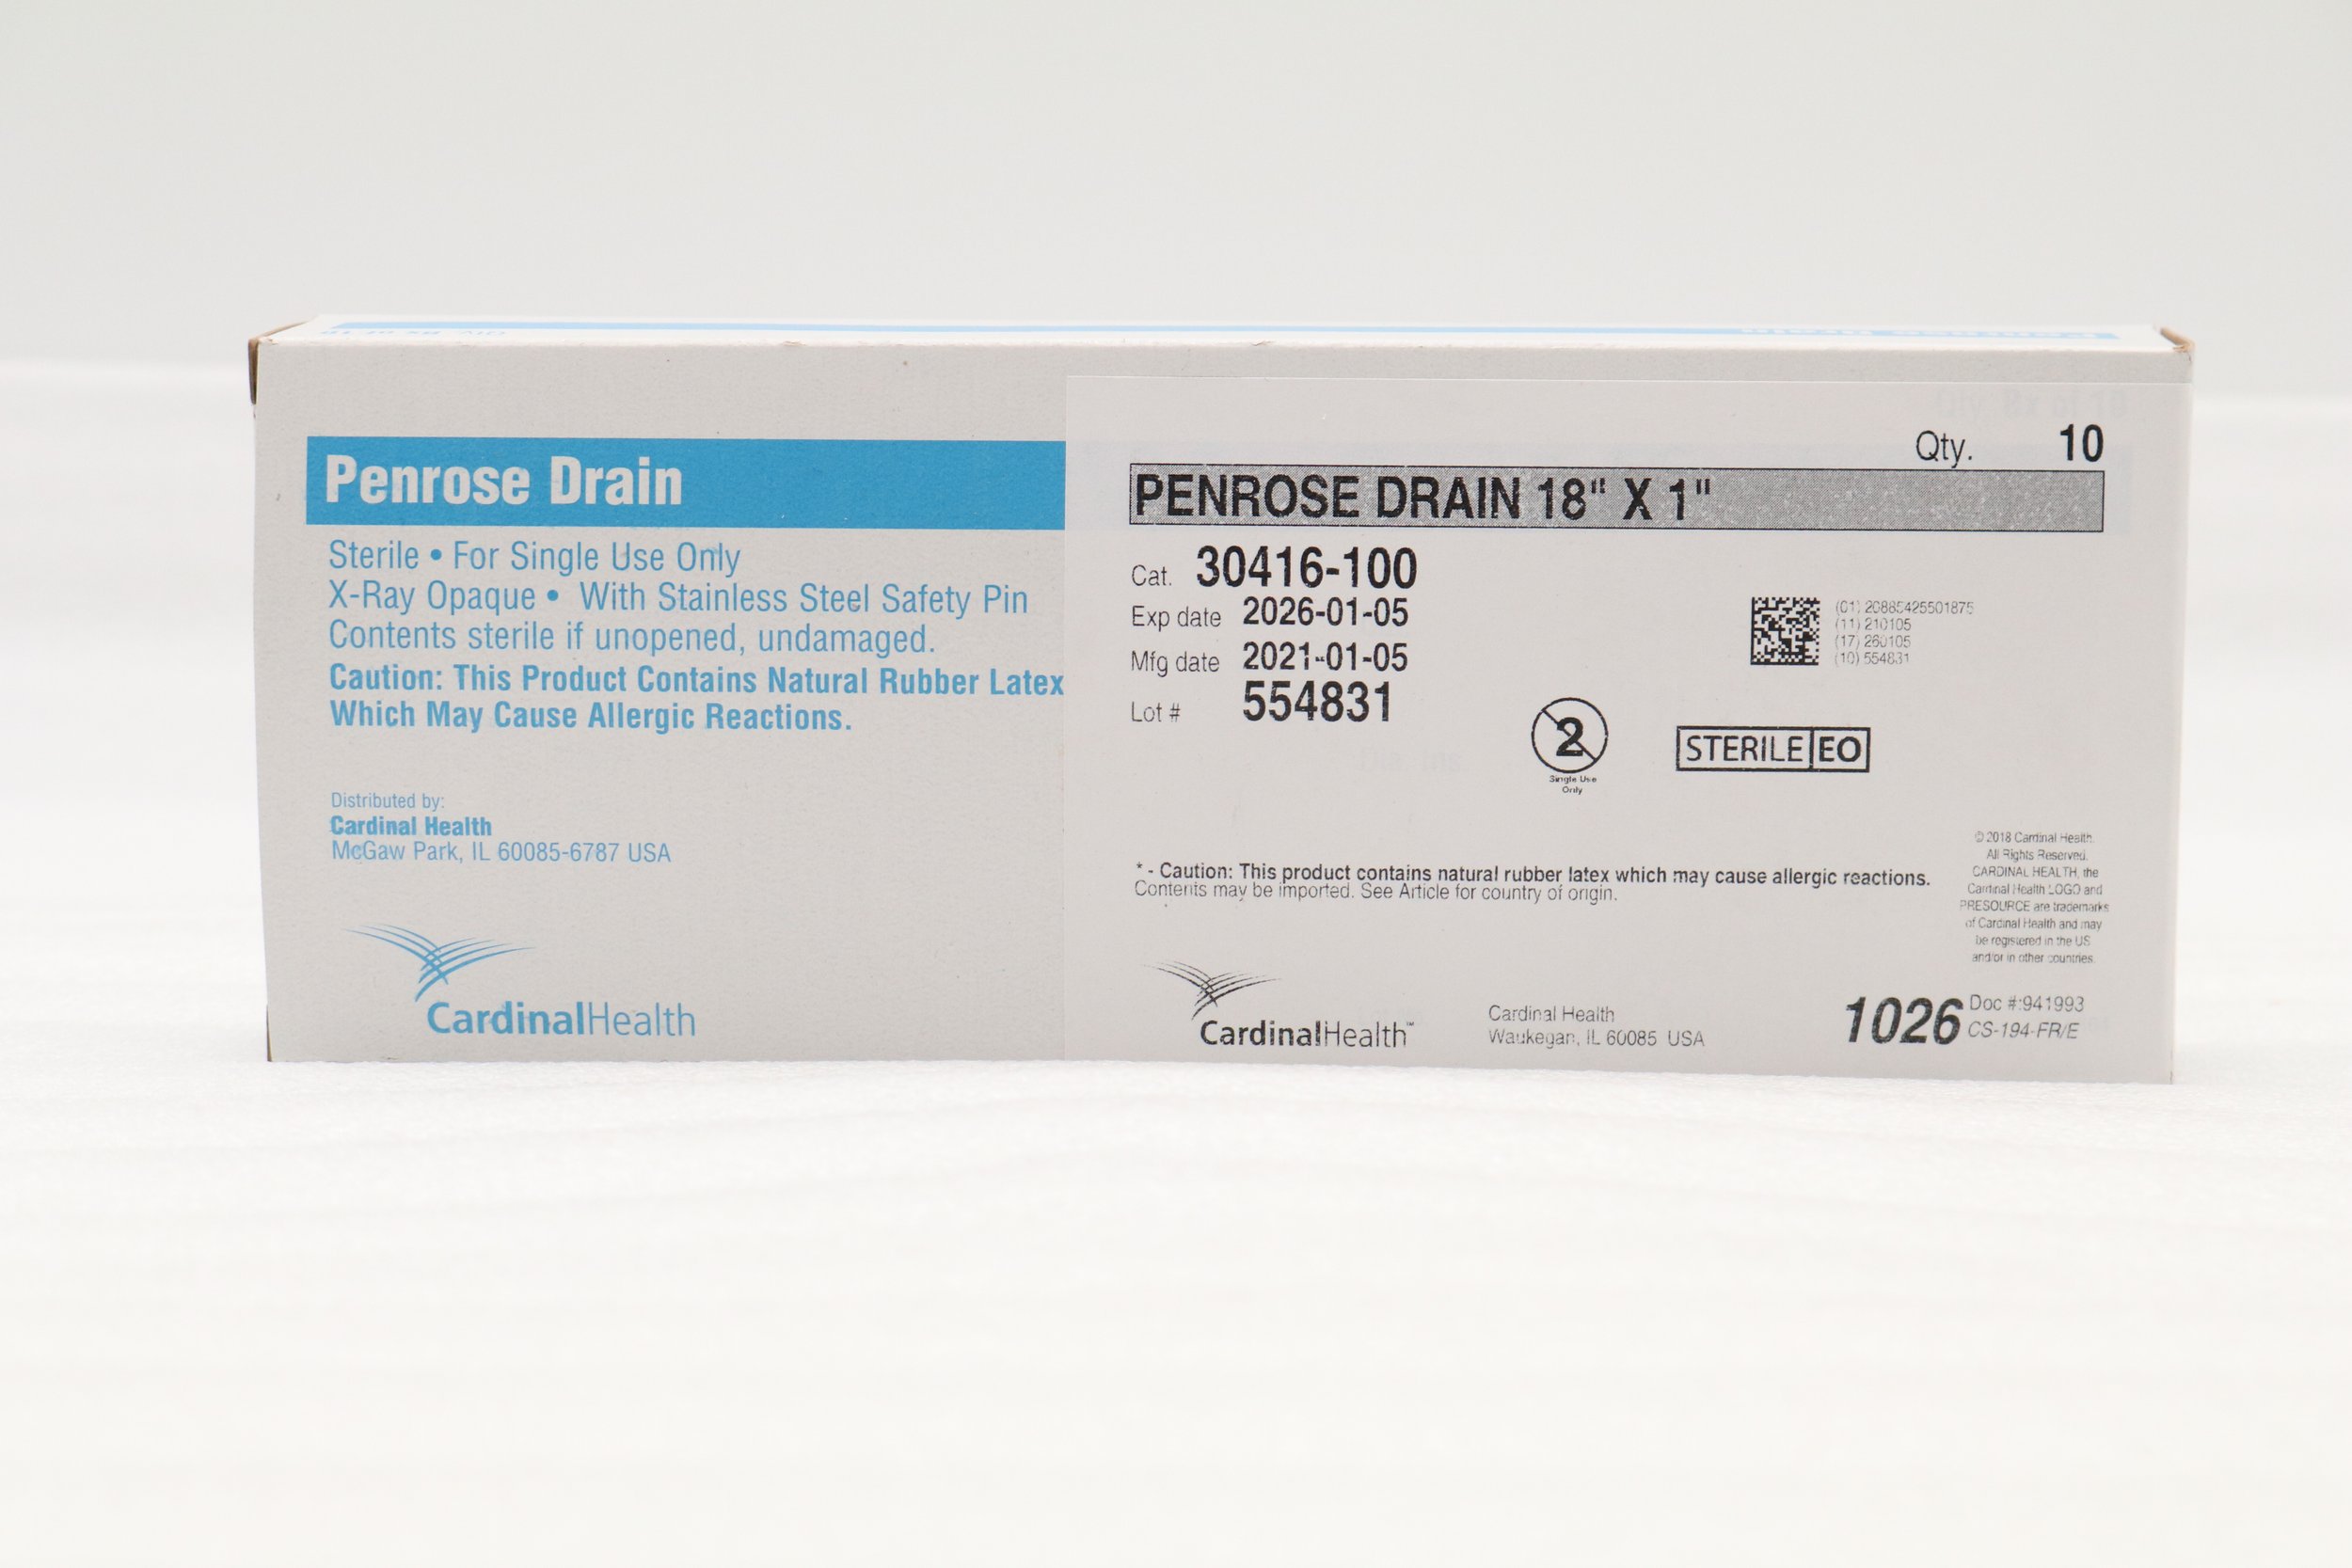 Penrose Drain
Sterile • For Single Use Only
X-Ray Opaque • With Stainless Steel Safety Pin
Contents sterile if unopened, undamaged.
Caution: This Product Contains Natural Rubber Latex
Which May Cause Allergic Reactions.
Distributed by:
Cardinal Health
McGaw Park, IL 60085-6787 USA
CardinalHealth
Qty. 10
PENROSE DRAIN 18" X 1"
Cat. 30416-100
Exp date 2026-01-05
Mfg date 2021-01-05
Lot # 554831
(01) 20885425501875
(11) 210105
(17) 260105
(10) 554831
2
Single Use
Only
STERILE EO
* - Caution: This product contains natural rubber latex which may cause allergic reactions.
Contents may be imported. See Article for country of origin.
© 2018 Cardinal Health.
All Rights Reserved.
CARDINAL HEALTH, the
Cardinal Health LOGO and
PRESOURCE are trademarks
of Cardinal Health and may
be registered in the US
and/or in other countries.
CardinalHealth™
Cardinal Health
Waukegan, IL 60085 USA
1026
Doc #:941993
CS-194-FR/E